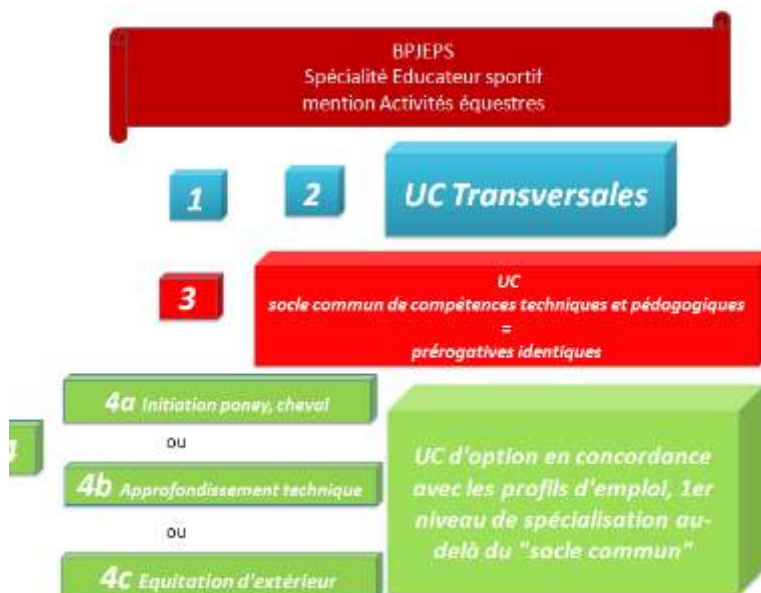 BPJEPS
Spécialité Educateur sportif
mention Activités équestres
1
2
UC Transversales
3
UC
socle commun de compétences techniques et pédagogiques
=
prérogatives identiques
4
4a Initiation poney, cheval
ou
4b Approfondissement technique
ou
4c Equitation d'extérieur
UC d'option en concordance
avec les profils d'emploi, 1er
niveau de spécialisation au-
delà du "socle commun"